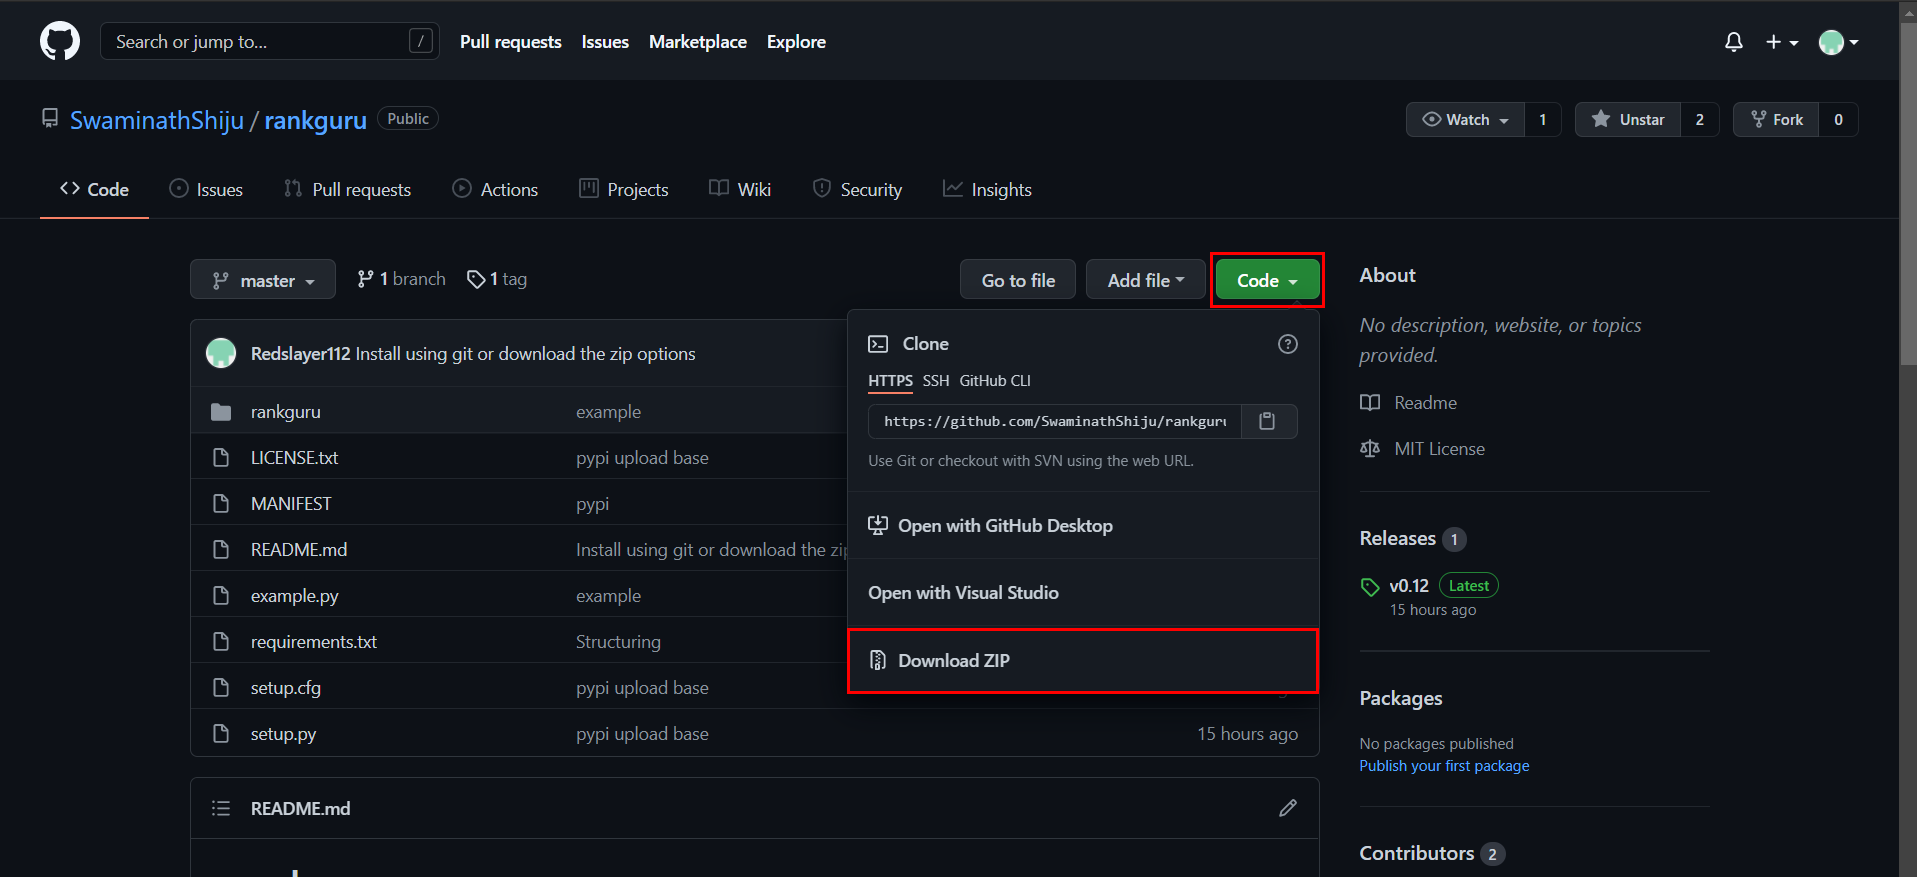 Search or jump to... /
Pull requests Issues Marketplace Explore
SwaminathShiju / rankguru Public
Watch 1 Unstar 2 Fork 0
Code Issues Pull requests Actions Projects Wiki Security Insights
master 1 branch 1 tag Go to file Add file Code
Redslayer112 Install using git or download the zip options
rankguru example
LICENSE.txt pypi upload base
MANIFEST pypi
README.md Install using git or download the zip
example.py example
requirements.txt Structuring
setup.cfg pypi upload base
setup.py pypi upload base 15 hours ago
README.md
Clone
HTTPS SSH GitHub CLI
https://github.com/SwaminathShiju/rankguru
Use Git or checkout with SVN using the web URL.
Open with GitHub Desktop
Open with Visual Studio
Download ZIP
About
No description, website, or topics
provided.
Readme
MIT License
Releases 1
v0.12 Latest
15 hours ago
Packages
No packages published
Publish your first package
Contributors 2